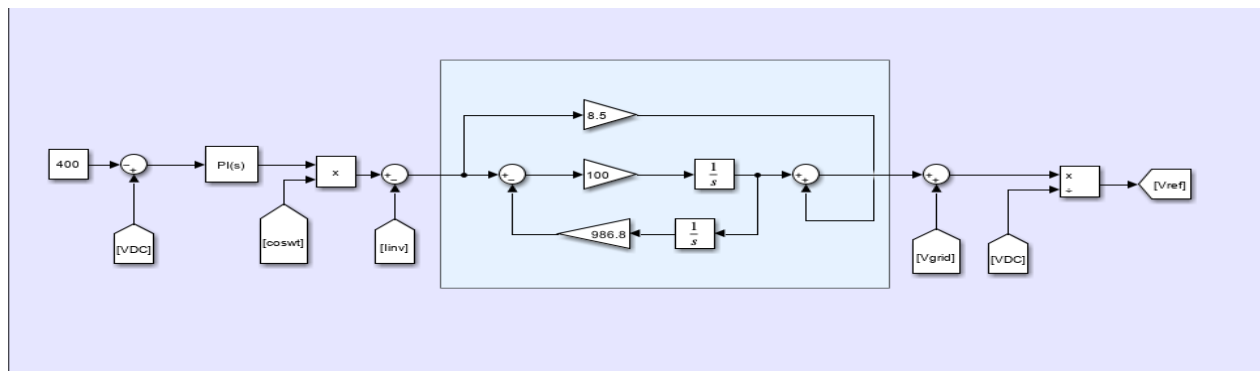 8.5
400
−
+
PI(s)
×
+
−
+
−
100
1
s
+
+
+
+
×
÷
[Vref]
[VDC]
[coswt]
[Iinv]
986.8
1
s
[Vgrid]
[VDC]